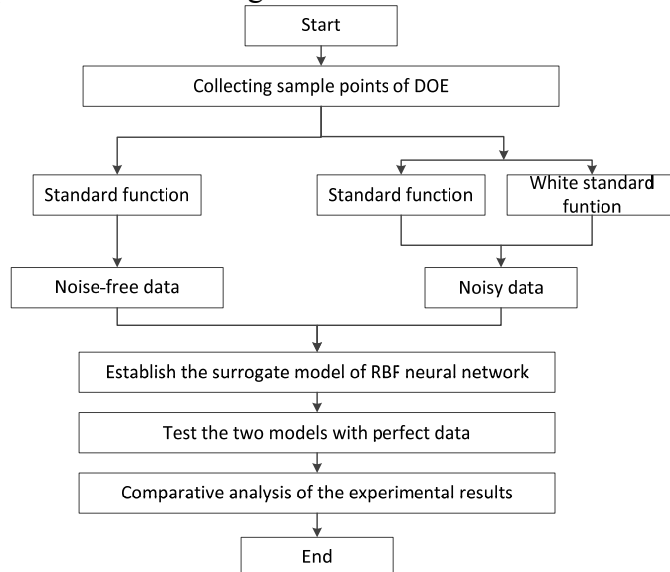 Start
Collecting sample points of DOE
Standard function
Standard function
White standard
funtion
Noise-free data
Noisy data
Establish the surrogate model of RBF neural network
Test the two models with perfect data
Comparative analysis of the experimental results
End